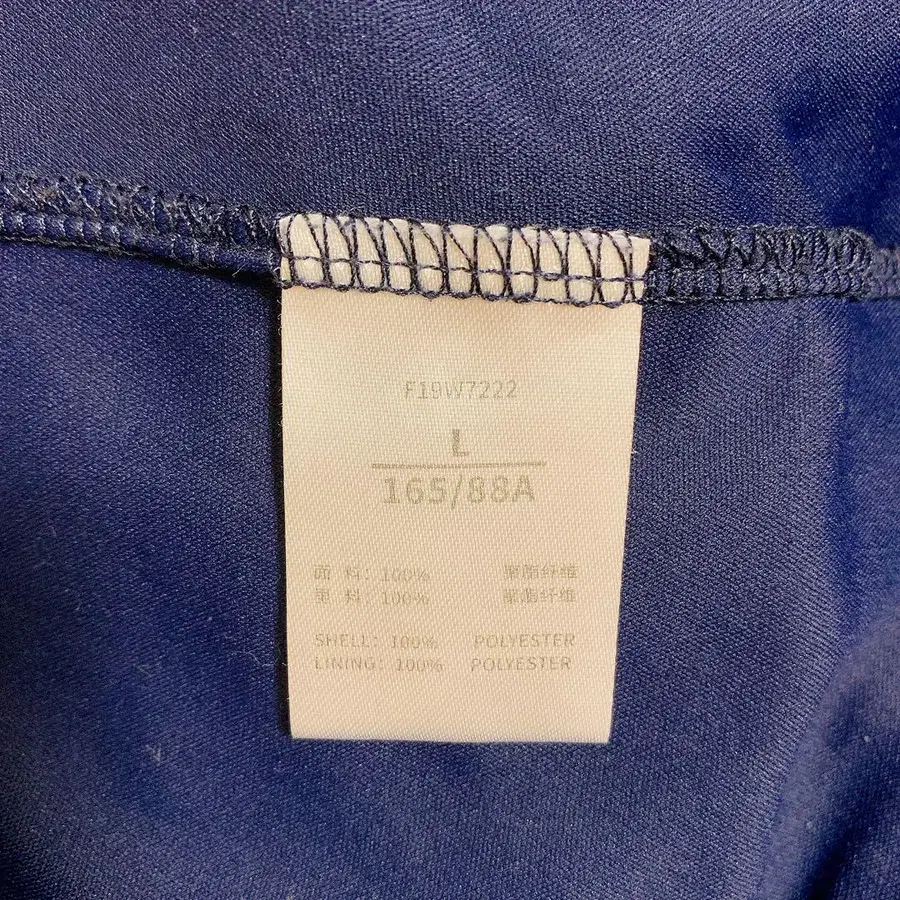 F19W7222
L
165/88A
面 料: 100% 聚酯纤维
里 料: 100% 聚酯纤维
SHELL: 100% POLYESTER
LINING: 100% POLYESTER